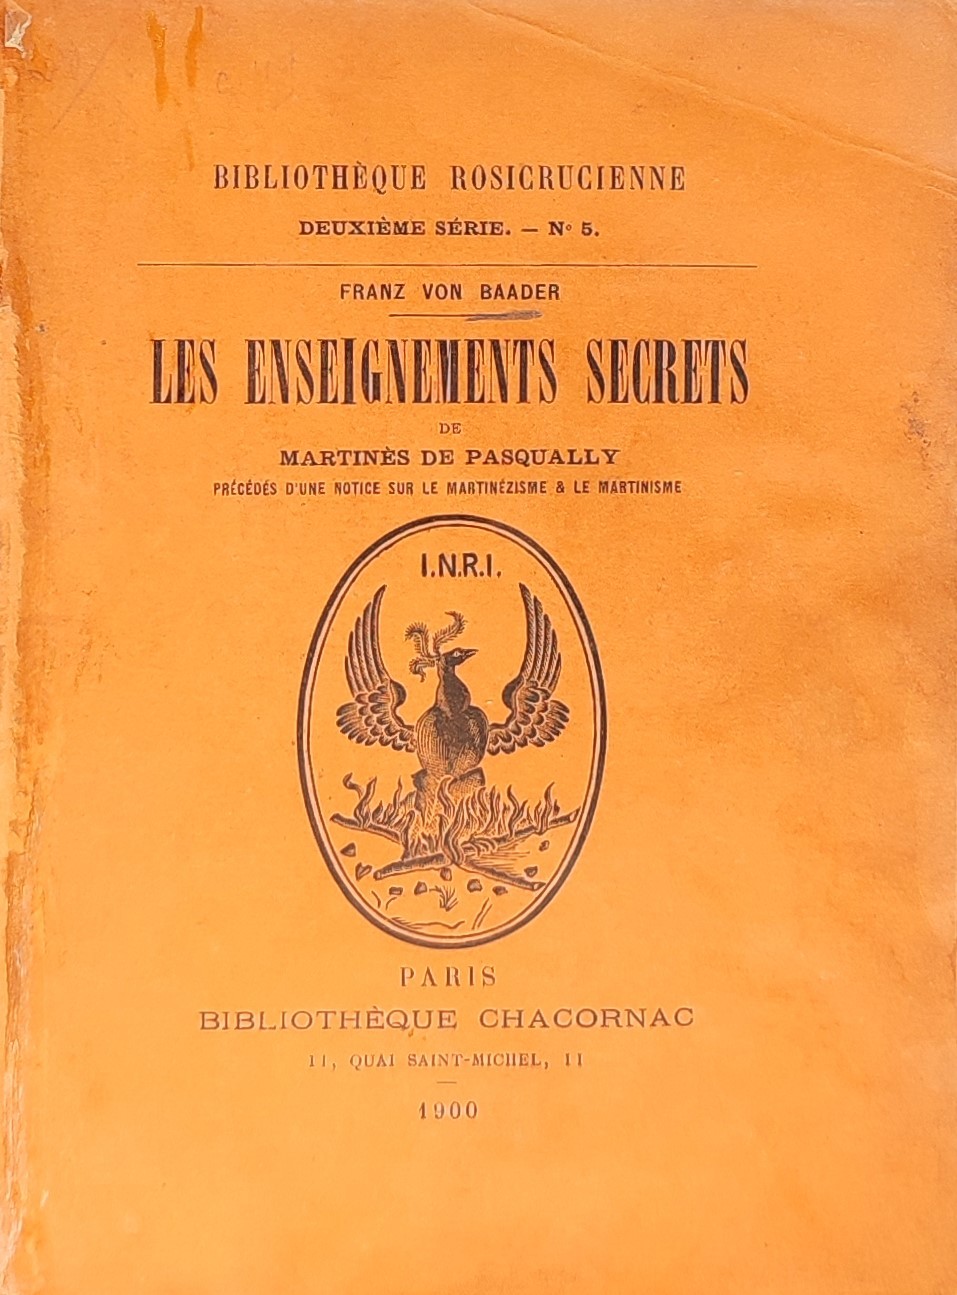 BIBLIOTHÈQUE ROSICRUCIENNE
DEUXIÈME SÉRIE. — N° 5.
FRANZ VON BAADER
LES ENSEIGNEMENTS SECRETS
DE
MARTINÈS DE PASQUALLY
PRÉCÉDÉS D'UNE NOTICE SUR LE MARTINÉZISME & LE MARTINISME
I.N.R.I.
PARIS
BIBLIOTHÈQUE CHACORNAC
11, QUAI SAINT-MICHEL, 11
1900